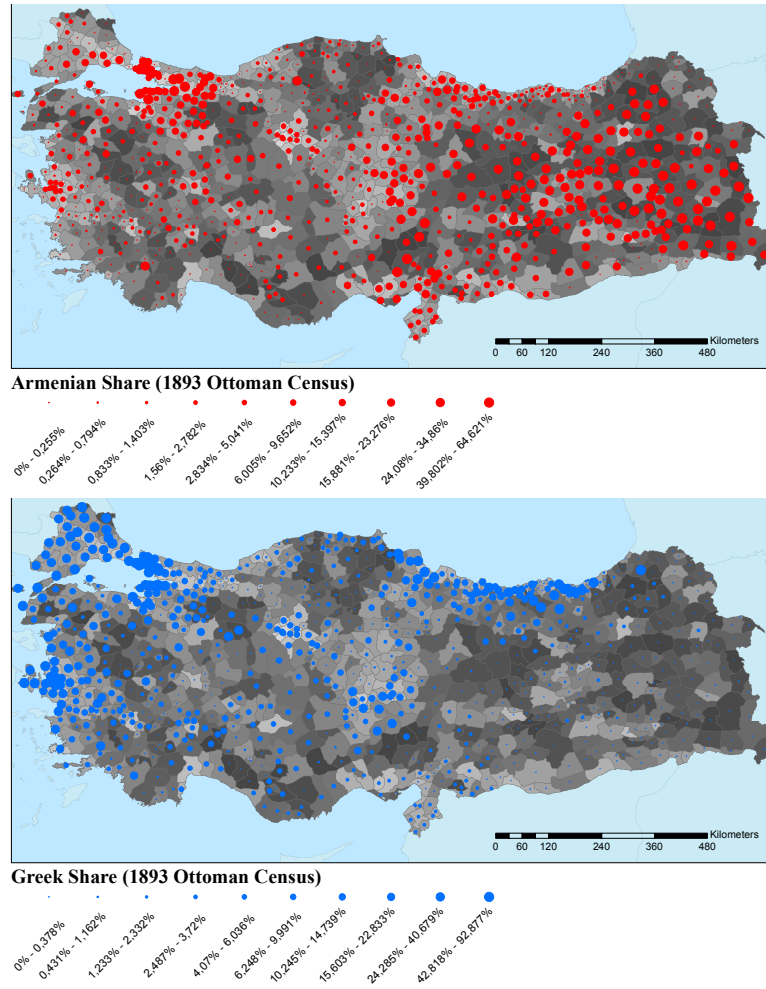 Kilometers
0 60 120 240 360 480
Armenian Share (1893 Ottoman Census)
0% - 0,255%
0,264% - 0,794%
0,833% - 1,403%
1,56% - 2,782%
2,834% - 5,041%
6,005% - 9,652%
10,233% - 15,397%
15,881% - 23,276%
24,08% - 34,86%
39,802% - 64,621%
Kilometers
0 60 120 240 360 480
Greek Share (1893 Ottoman Census)
0% - 0,378%
0,431% - 1,162%
1,233% - 2,332%
2,487% - 3,72%
4,07% - 6,036%
6,248% - 9,991%
10,245% - 14,739%
15,603% - 22,833%
24,285% - 40,679%
42,818% - 92,877%